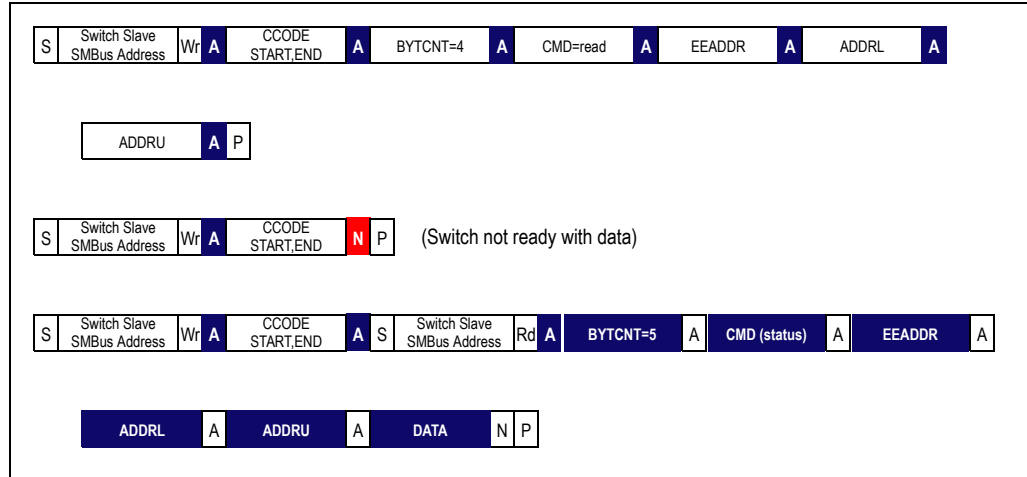 S Switch Slave SMBus Address Wr A CCODE START,END A BYTCNT=4 A CMD=read A EEADDR A ADDRL A
ADDRU A P
S Switch Slave SMBus Address Wr A CCODE START,END N P (Switch not ready with data)
S Switch Slave SMBus Address Wr A CCODE START,END A S Switch Slave SMBus Address Rd A BYTCNT=5 A CMD (status) A EEADDR A
ADDRL A ADDRU A DATA N P